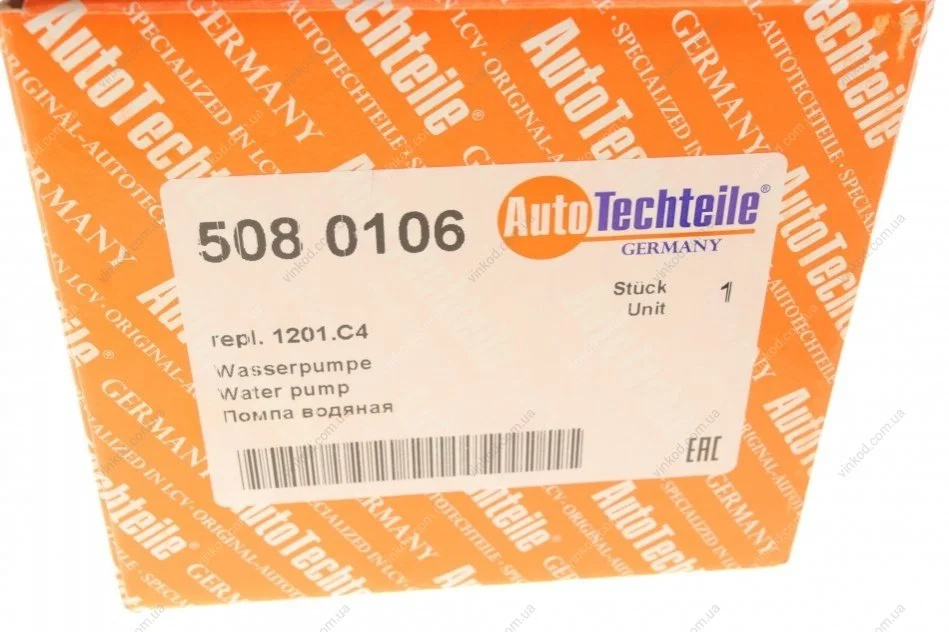 508 0106
AutoTechteile®
GERMANY
Stück 1
Unit
repl. 1201.C4
Wasserpumpe
Water pump
Помпа водяная
EAC
AutoTechteile®
GERMANY
SPECIALIZED IN LCV · ORIGINAL-AUTOTECHTEILE
vinkod.com.ua